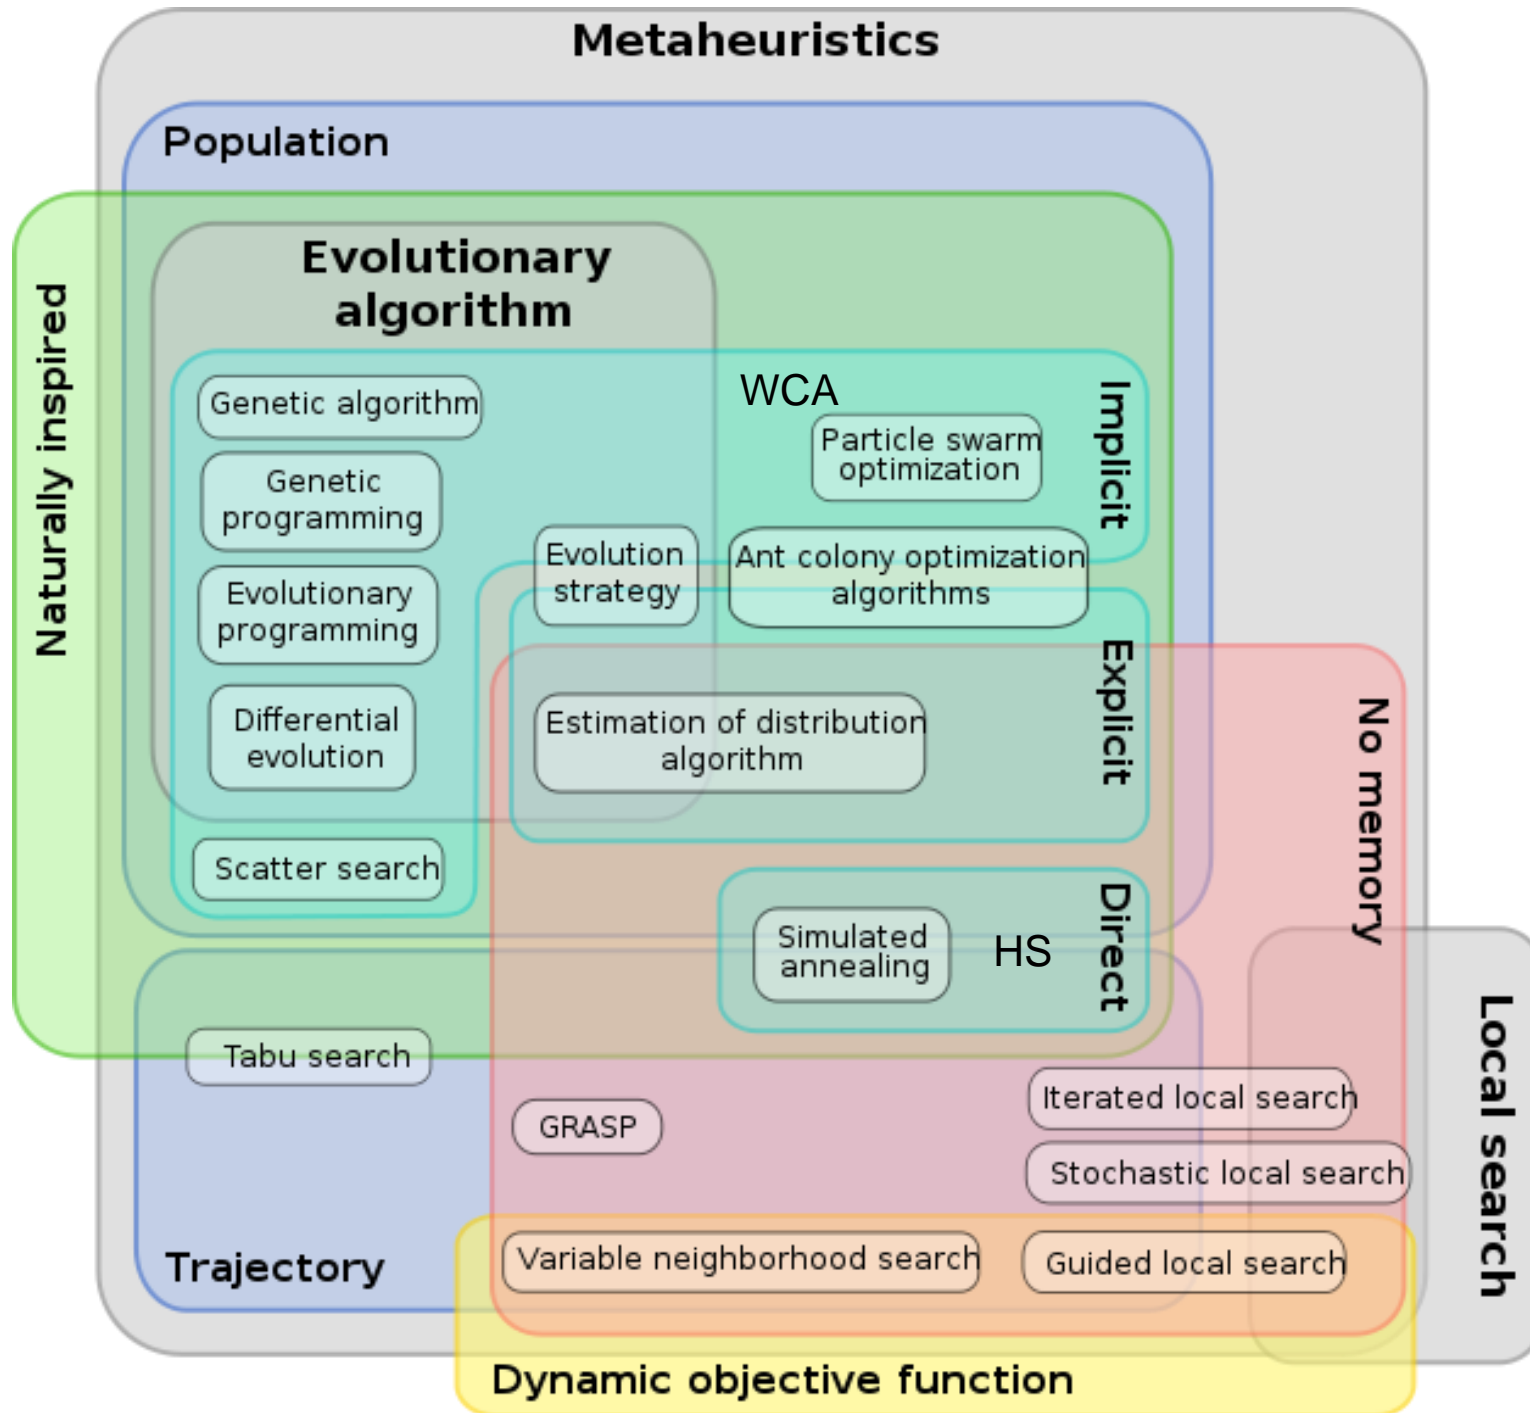 Metaheuristics
Population
Naturally inspired
Evolutionary
algorithm
Implicit
WCA
Genetic algorithm
Particle swarm
optimization
Genetic
programming
Evolution
strategy
Ant colony optimization
algorithms
Evolutionary
programming
Explicit
No memory
Differential
evolution
Estimation of distribution
algorithm
Scatter search
Direct
Simulated
annealing
HS
Local search
Tabu search
Iterated local search
GRASP
Stochastic local search
Trajectory
Variable neighborhood search
Guided local search
Dynamic objective function